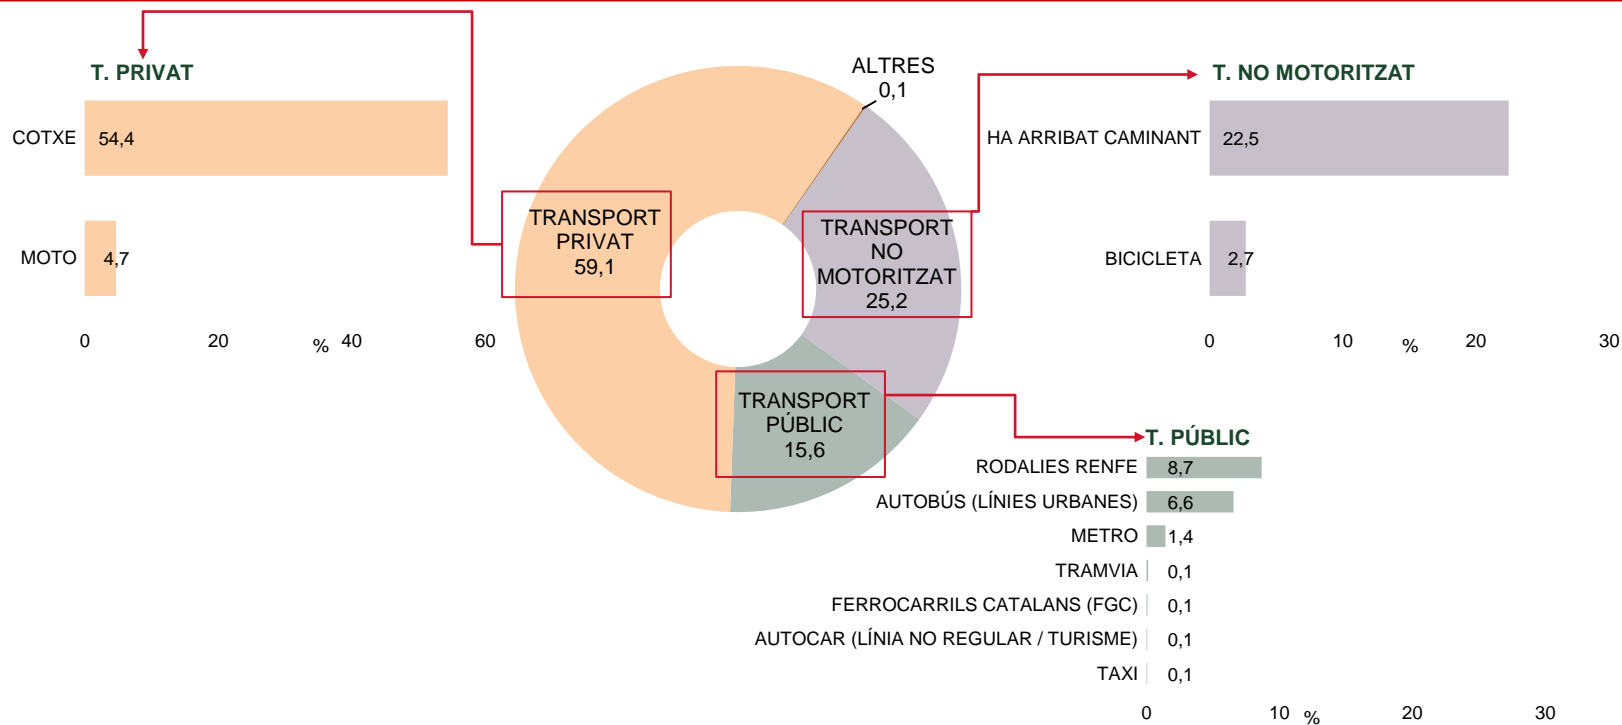 T. PRIVAT
COTXE
54,4
MOTO
4,7
0
20
%
40
60
ALTRES
0,1
TRANSPORT
PRIVAT
59,1
TRANSPORT
NO
MOTORITZAT
25,2
TRANSPORT
PÚBLIC
15,6
T. NO MOTORITZAT
HA ARRIBAT CAMINANT
22,5
BICICLETA
2,7
0
10
%
20
30
T. PÚBLIC
RODALIES RENFE
8,7
AUTOBÚS (LÍNIES URBANES)
6,6
METRO
1,4
TRAMVIA
0,1
FERROCARRILS CATALANS (FGC)
0,1
AUTOCAR (LÍNIA NO REGULAR / TURISME)
0,1
TAXI
0,1
0
10
%
20
30